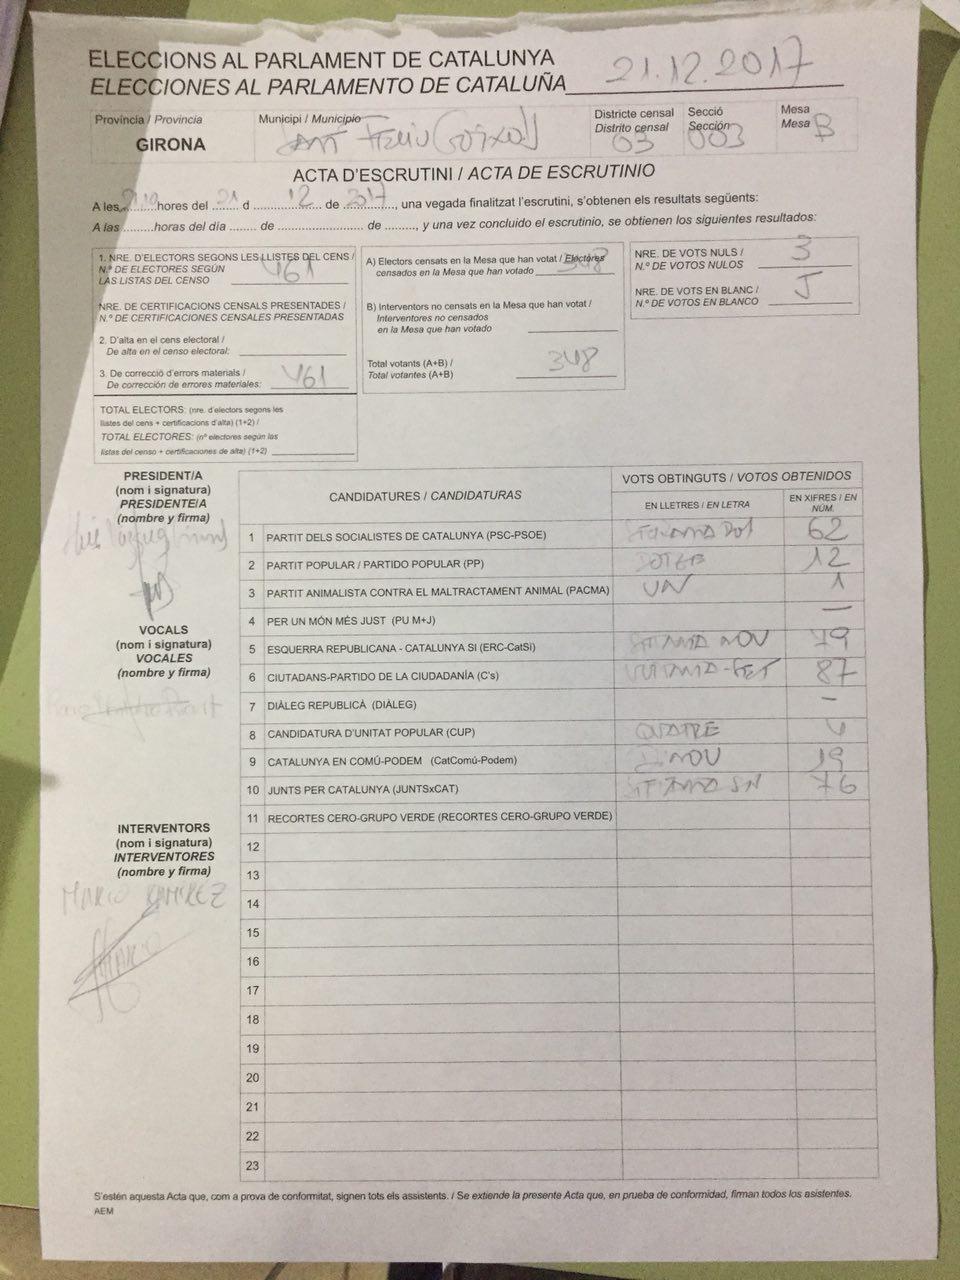 ELECCIONS AL PARLAMENT DE CATALUNYA
ELECCIONES AL PARLAMENTO DE CATALUÑA 21.12.2017
Província / Provincia
GIRONA
Municipi / Municipio
Districte censal
Distrito censal
03
Secció
Sección
003
Mesa
Mesa B
ACTA D'ESCRUTINI / ACTA DE ESCRUTINIO
A les ........ hores del 21 d 12 de 2017, una vegada finalitzat l'escrutini, s'obtenen els resultats següents:
A las .........horas del día ....... de ...................... de ........, y una vez concluido el escrutinio, se obtienen los siguientes resultados:
1. NRE. D'ELECTORS SEGONS LES LLISTES DEL CENS /
N.º DE ELECTORES SEGÚN
LAS LISTAS DEL CENSO 461
NRE. DE CERTIFICACIONS CENSALS PRESENTADES /
N.º DE CERTIFICACIONES CENSALES PRESENTADAS
2. D'alta en el cens electoral /
De alta en el censo electoral:
3. De correcció d'errors materials /
De corrección de errores materiales: 461
TOTAL ELECTORS: (nre. d'electors segons les
llistes del cens + certificacions d'alta) (1+2) /
TOTAL ELECTORES: (nº electores según las
listas del censo + certificaciones de alta) (1+2)
A) Electors censats en la Mesa que han votat / Electores
censados en la Mesa que han votado 348
B) Interventors no censats en la Mesa que han votat /
Interventores no censados
en la Mesa que han votado
Total votants (A+B) /
Total votantes (A+B) 348
NRE. DE VOTS NULS /
N.º DE VOTOS NULOS 3
NRE. DE VOTS EN BLANC /
N.º DE VOTOS EN BLANCO
PRESIDENT/A
(nom i signatura)
PRESIDENTE/A
(nombre y firma)
VOCALS
(nom i signatura)
VOCALES
(nombre y firma)
INTERVENTORS
(nom i signatura)
INTERVENTORES
(nombre y firma)
MARIO RAMIREZ
CANDIDATURES / CANDIDATURAS
VOTS OBTINGUTS / VOTOS OBTENIDOS
EN LLETRES / EN LETRA
EN XIFRES / EN NÚM.
1 PARTIT DELS SOCIALISTES DE CATALUNYA (PSC-PSOE) 62
2 PARTIT POPULAR / PARTIDO POPULAR (PP) 12
3 PARTIT ANIMALISTA CONTRA EL MALTRACTAMENT ANIMAL (PACMA) UN 1
4 PER UN MÓN MÉS JUST (PU M+J) —
5 ESQUERRA REPUBLICANA - CATALUNYA SI (ERC-CatSi) NOU 79
6 CIUTADANS-PARTIDO DE LA CIUDADANÍA (C's) 87
7 DIÀLEG REPUBLICÀ (DIÀLEG) –
8 CANDIDATURA D'UNITAT POPULAR (CUP) QUATRE 4
9 CATALUNYA EN COMÚ-PODEM (CatComú-Podem) 19
10 JUNTS PER CATALUNYA (JUNTSxCAT) 76
11 RECORTES CERO-GRUPO VERDE (RECORTES CERO-GRUPO VERDE)
12
13
14
15
16
17
18
19
20
21
22
23
S'estén aquesta Acta que, com a prova de conformitat, signen tots els assistents. / Se extiende la presente Acta que, en prueba de conformidad, firman todos los asistentes.
AEM